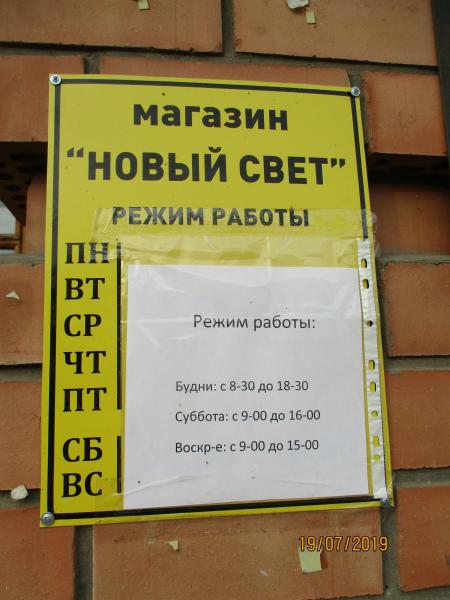 магазин
“НОВЫЙ СВЕТ”
РЕЖИМ РАБОТЫ
ПН
ВТ
СР
ЧТ
ПТ
СБ
ВС
Режим работы:
Будни: с 8-30 до 18-30
Суббота: с 9-00 до 16-00
Воскр-е: с 9-00 до 15-00
19/07/2019